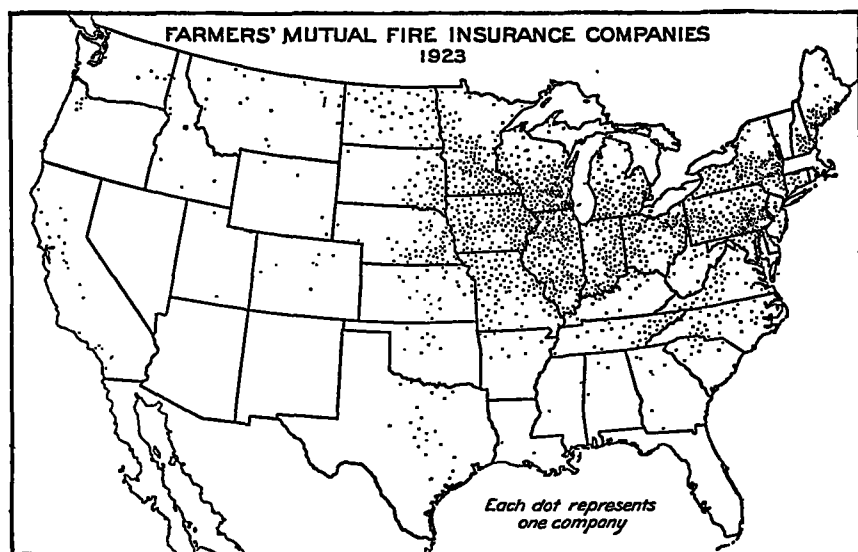 FARMERS' MUTUAL FIRE INSURANCE COMPANIES
1923
Each dot represents
one company